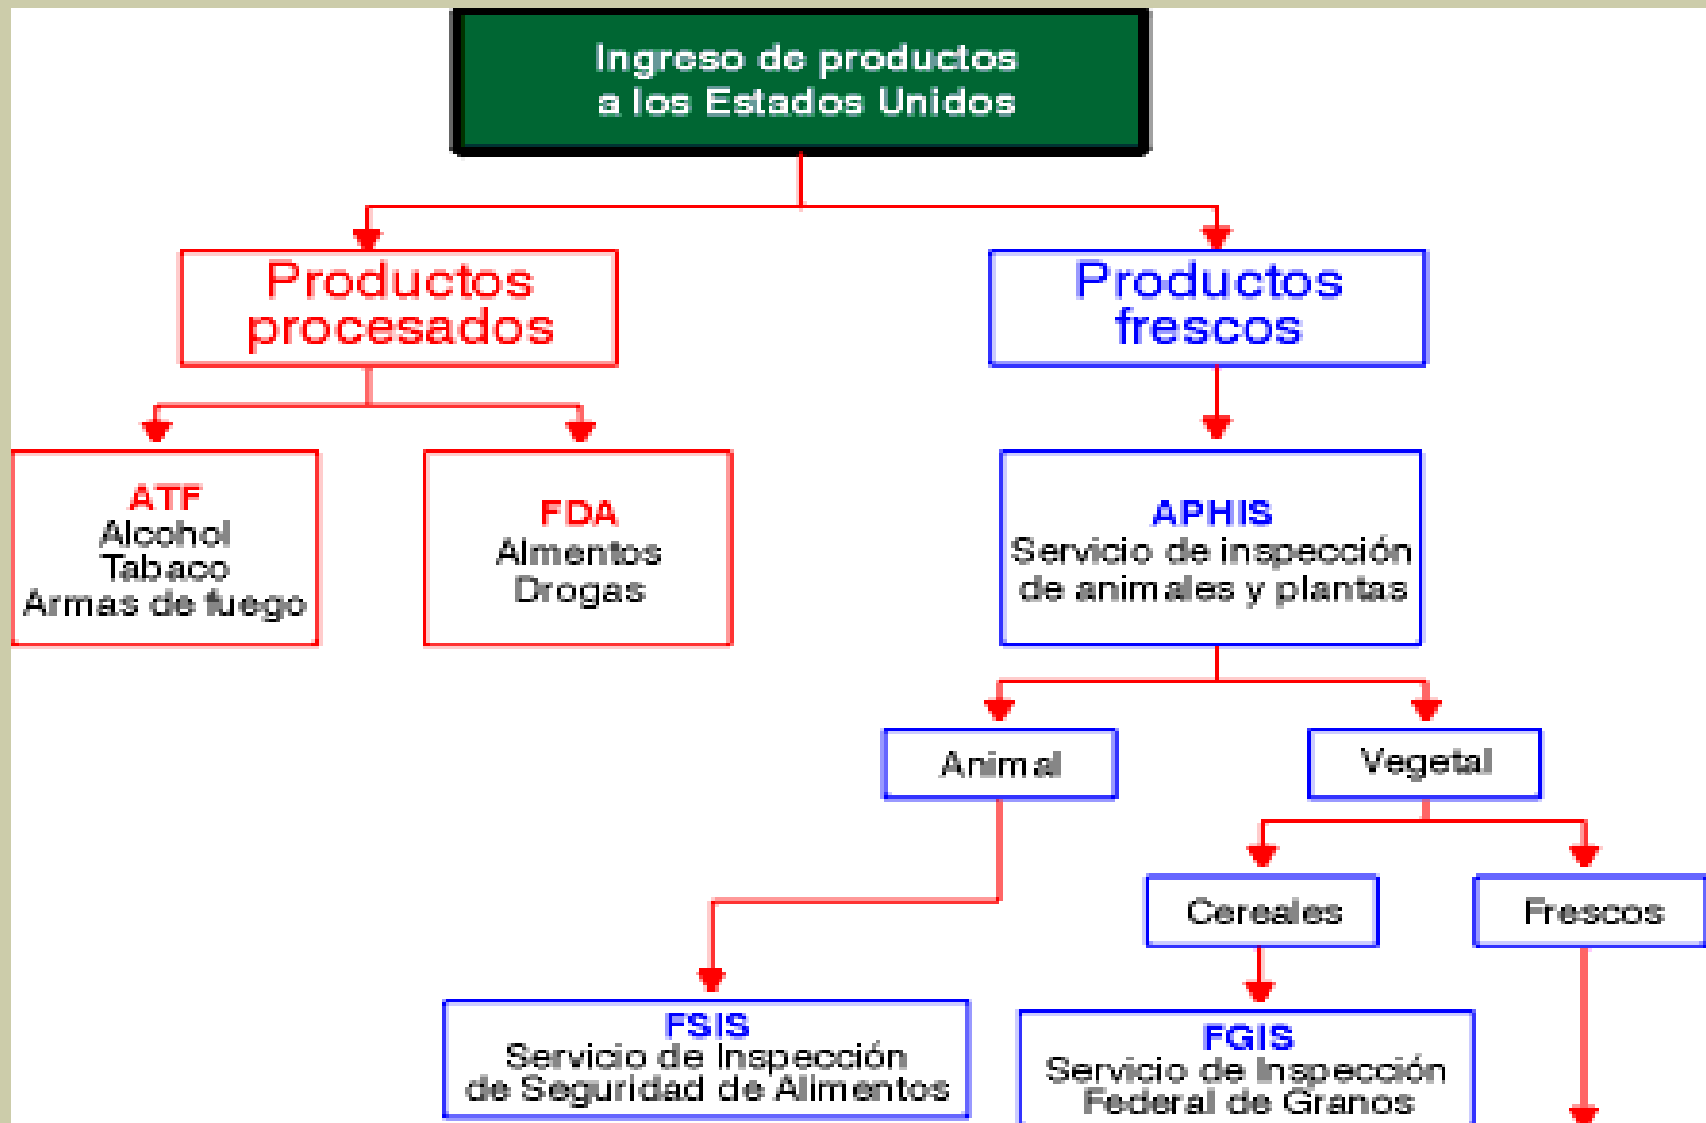 Ingreso de productos
a los Estados Unidos
Productos
procesados
Productos
frescos
ATF
Alcohol
Tabaco
Armas de fuego
FDA
Almentos
Drogas
APHIS
Servicio de inspección
de animales y plantas
Animal
Vegetal
Cereales
Frescos
FSIS
Servicio de Inspección
de Seguridad de Alimentos
FGIS
Servicio de Inspección
Federal de Granos